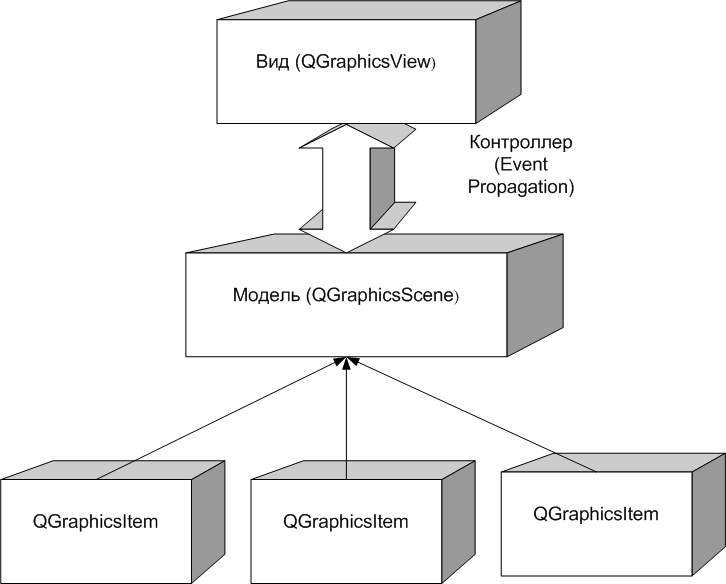 Вид (QGraphicsView)
Контроллер
(Event
Propagation)
Модель (QGraphicsScene)
QGraphicsItem
QGraphicsItem
QGraphicsItem